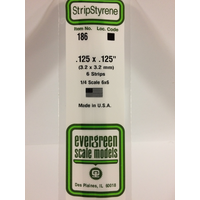 StripStyrene
Item No. Loc. Code
186
.125 x .125"
(3.2 x 3.2 mm)
6 Strips
1/4 Scale 6x6
Made in U.S.A.
evergreen
scale models
Des Plaines, IL 60018